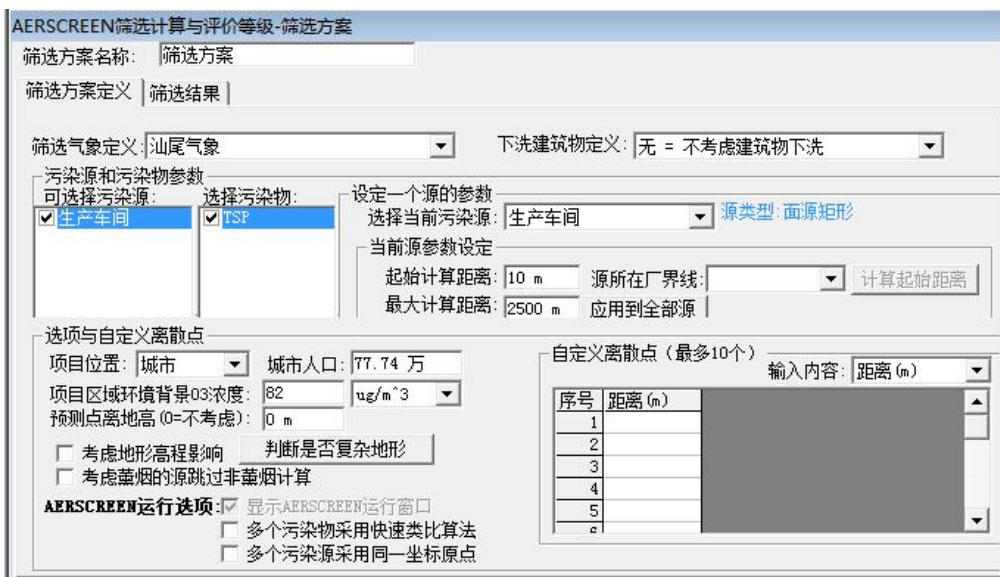 AERSCREEN筛选计算与评价等级-筛选方案
筛选方案名称: 筛选方案
筛选方案定义 筛选结果
筛选气象定义: 汕尾气象 下洗建筑物定义: 无 = 不考虑建筑物下洗
污染源和污染物参数
可选择污染源: 选择污染物: 设定一个源的参数
生产车间 TSP 选择当前污染源: 生产车间 源类型:面源矩形
当前源参数设定
起始计算距离: 10 m 源所在厂界线: 计算起始距离
最大计算距离: 2500 m 应用到全部源
选项与自定义离散点
项目位置: 城市 城市人口: 77.74 万 自定义离散点（最多10个）
输入内容: 距离(m)
项目区域环境背景O3浓度: 82 ug/m^3 序号 距离(m)
预测点离地高(0=不考虑): 0 m 1
2
考虑地形高程影响 判断是否复杂地形 3
考虑薰烟的源跳过非薰烟计算 4
AERSCREEN运行选项: 显示AERSCREEN运行窗口 5
多个污染物采用快速类比算法
多个污染源采用同一坐标原点